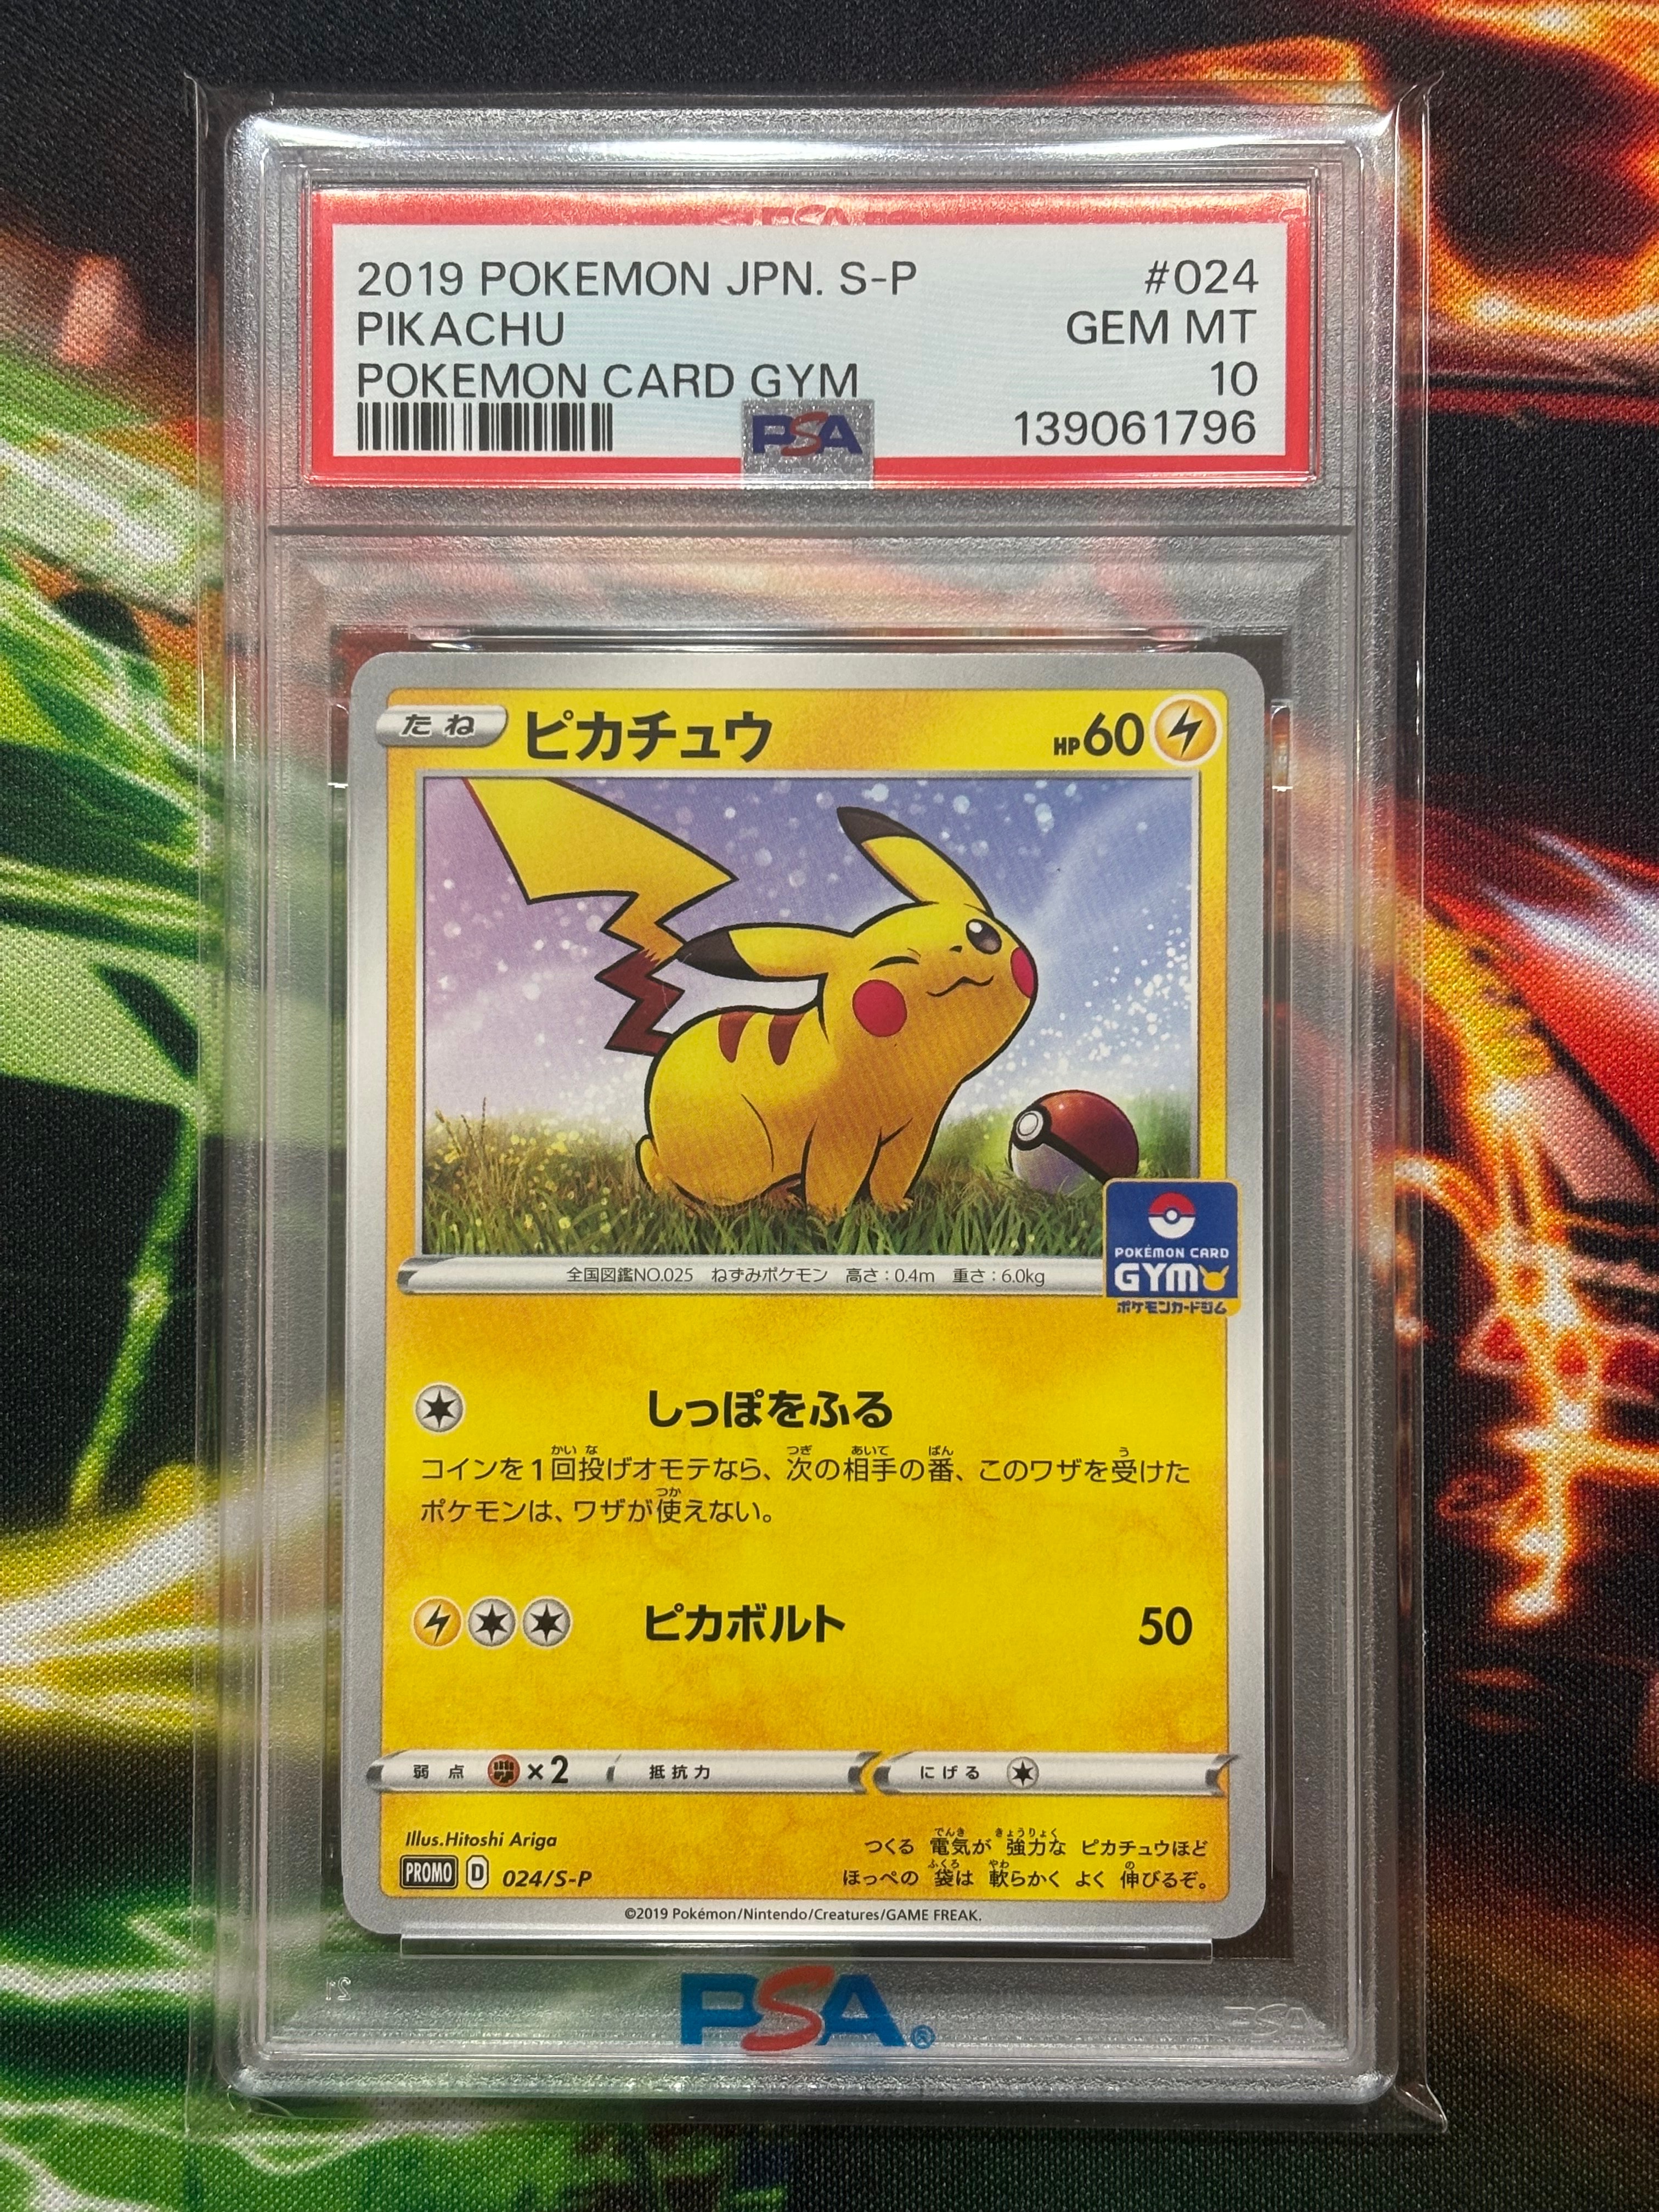 PSA
2019 POKEMON JPN. S-P #024
PIKACHU GEM MT
POKEMON CARD GYM 10
PSA 139061796
たね ピカチュウ HP60
全国図鑑NO.025 ねずみポケモン 高さ:0.4m 重さ:6.0kg
POKÉMON CARD
GYM
ポケモンカードジム
しっぽをふる
コインを1回投げオモテなら、次の相手の番、このワザを受けた
ポケモンは、ワザが使えない。
ピカボルト 50
弱点 ×2 抵抗力 にげる
Illus.Hitoshi Ariga
PROMO D 024/S-P
つくる 電気が 強力な ピカチュウほど
ほっぺの 袋は 軟らかく よく 伸びるぞ。
©2019 Pokémon/Nintendo/Creatures/GAME FREAK.
21
PSA®
PSA